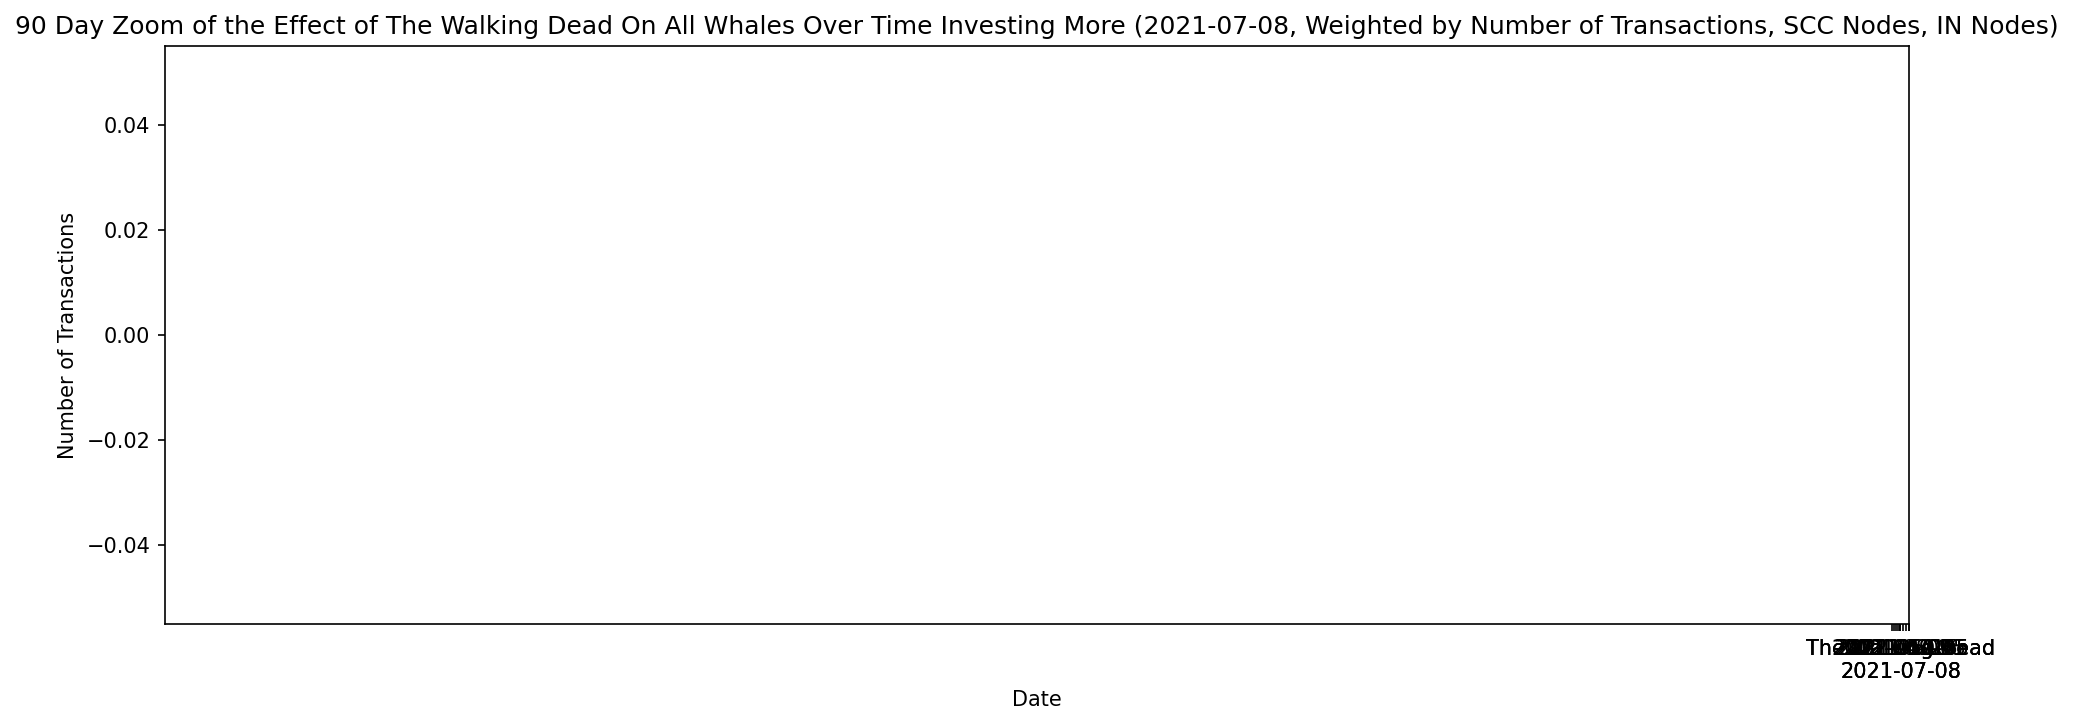 90 Day Zoom of the Effect of The Walking Dead On All Whales Over Time Investing More (2021-07-08, Weighted by Number of Transactions, SCC Nodes, IN Nodes)
0.04
0.02
0.00
−0.02
−0.04
Number of Transactions
2021-07-08
Date